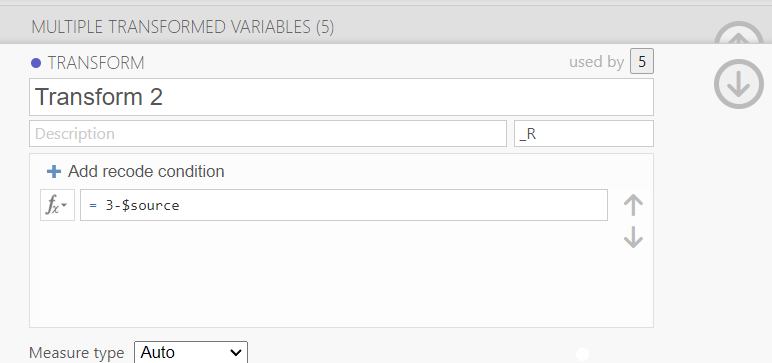 MULTIPLE TRANSFORMED VARIABLES (5)
TRANSFORM
used by 5
Transform 2
Description
_R
Add recode condition
fx
= 3-$source
Measure type Auto